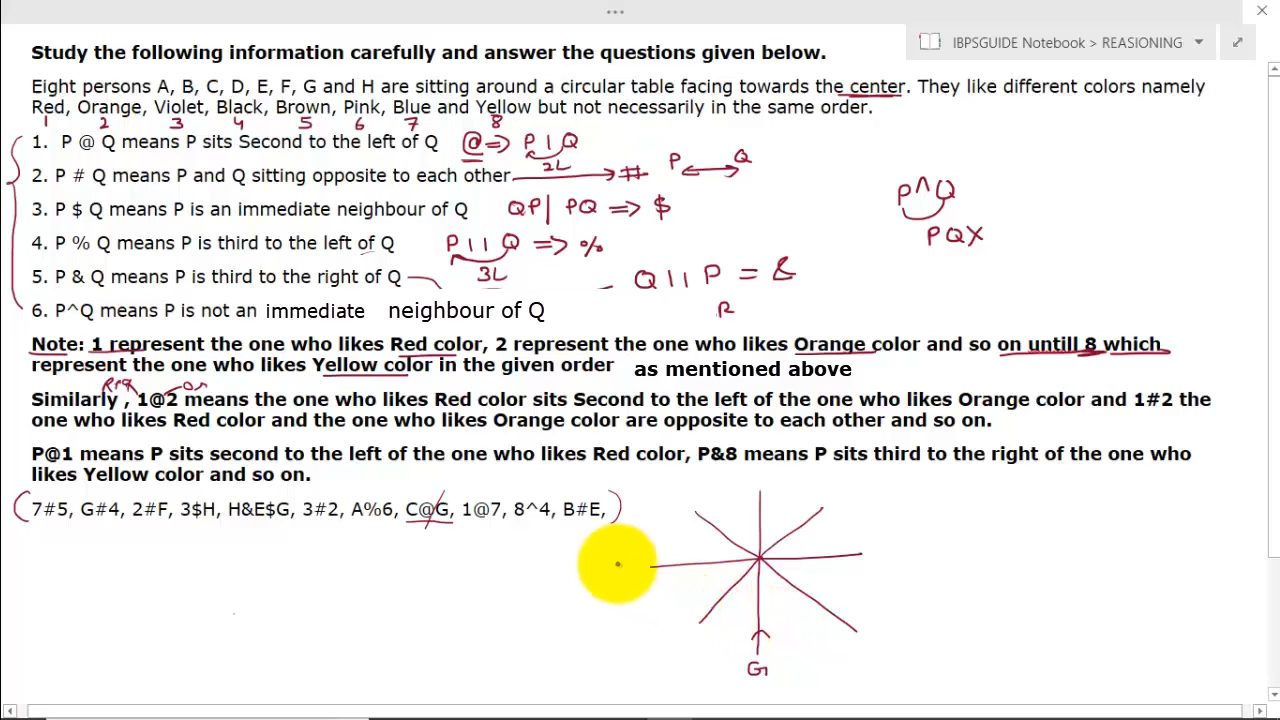 IBPSGUIDE Notebook > REASIONING
Study the following information carefully and answer the questions given below.
Eight persons A, B, C, D, E, F, G and H are sitting around a circular table facing towards the center. They like different colors namely
Red, Orange, Violet, Black, Brown, Pink, Blue and Yellow but not necessarily in the same order.
1 2 3 4 5 6 7 8
1. P @ Q means P sits Second to the left of Q @ => P | Q
2L
2. P # Q means P and Q sitting opposite to each other # P Q
3. P $ Q means P is an immediate neighbour of Q QP | PQ => $
P^Q
PQX
4. P % Q means P is third to the left of Q P | | Q => %
3L
5. P & Q means P is third to the right of Q Q | | P = &
R
6. P^Q means P is not an immediate neighbour of Q
Note: 1 represent the one who likes Red color, 2 represent the one who likes Orange color and so on untill 8 which
represent the one who likes Yellow color in the given order as mentioned above
Similarly , 1@2 means the one who likes Red color sits Second to the left of the one who likes Orange color and 1#2 the
one who likes Red color and the one who likes Orange color are opposite to each other and so on.
P@1 means P sits second to the left of the one who likes Red color, P&8 means P sits third to the right of the one who
likes Yellow color and so on.
(7#5, G#4, 2#F, 3$H, H&E$G, 3#2, A%6, C@G, 1@7, 8^4, B#E,)
G